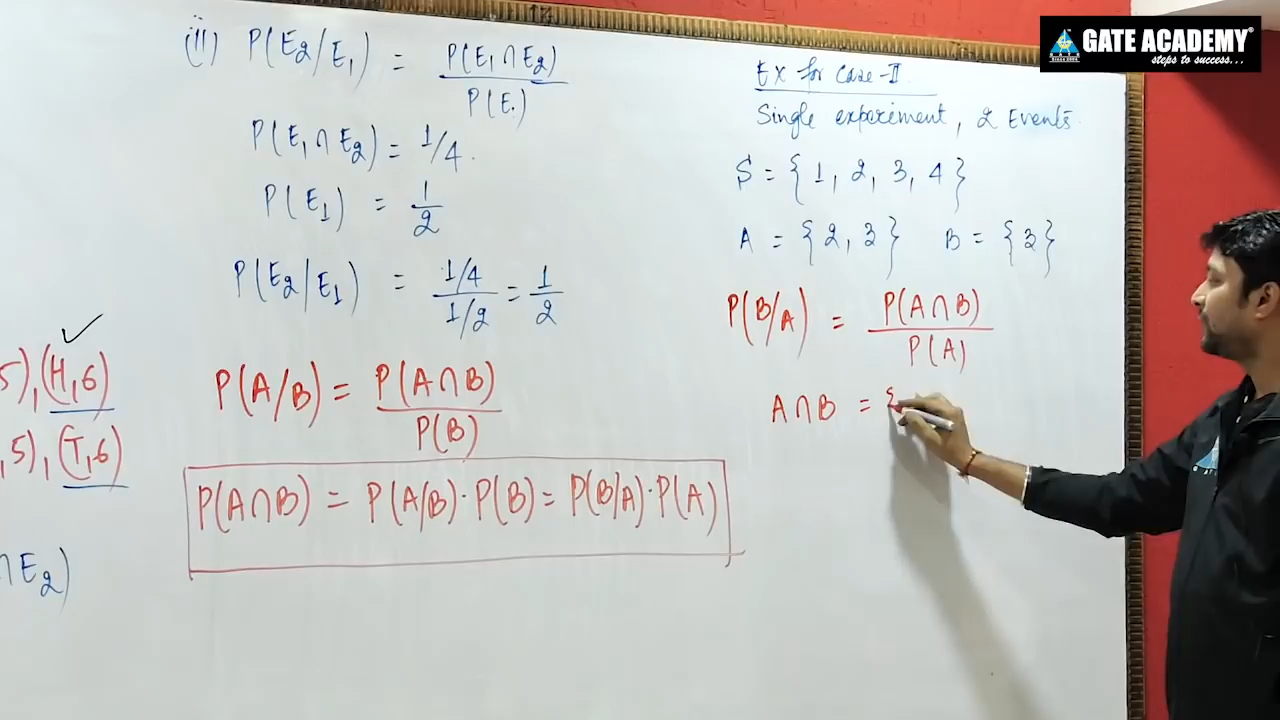 GATE ACADEMY®
steps to success...
(ii) P(E2/E1) = P(E1∩E2) / P(E.)
P(E1∩E2) = 1/4.
P(E1) = 1/2
P(E2/E1) = 1/4 / 1/2 = 1/2
5), (H,6)
,5), (T,6)
∩E2)
P(A/B) = P(A∩B) / P(B)
P(A∩B) = P(A/B)·P(B) = P(B/A)·P(A)
Ex for Case-II
Single experiment, 2 Events
S = {1, 2, 3, 4}
A = {2, 3} B = {3}
P(B/A) = P(A∩B) / P(A)
A∩B = {